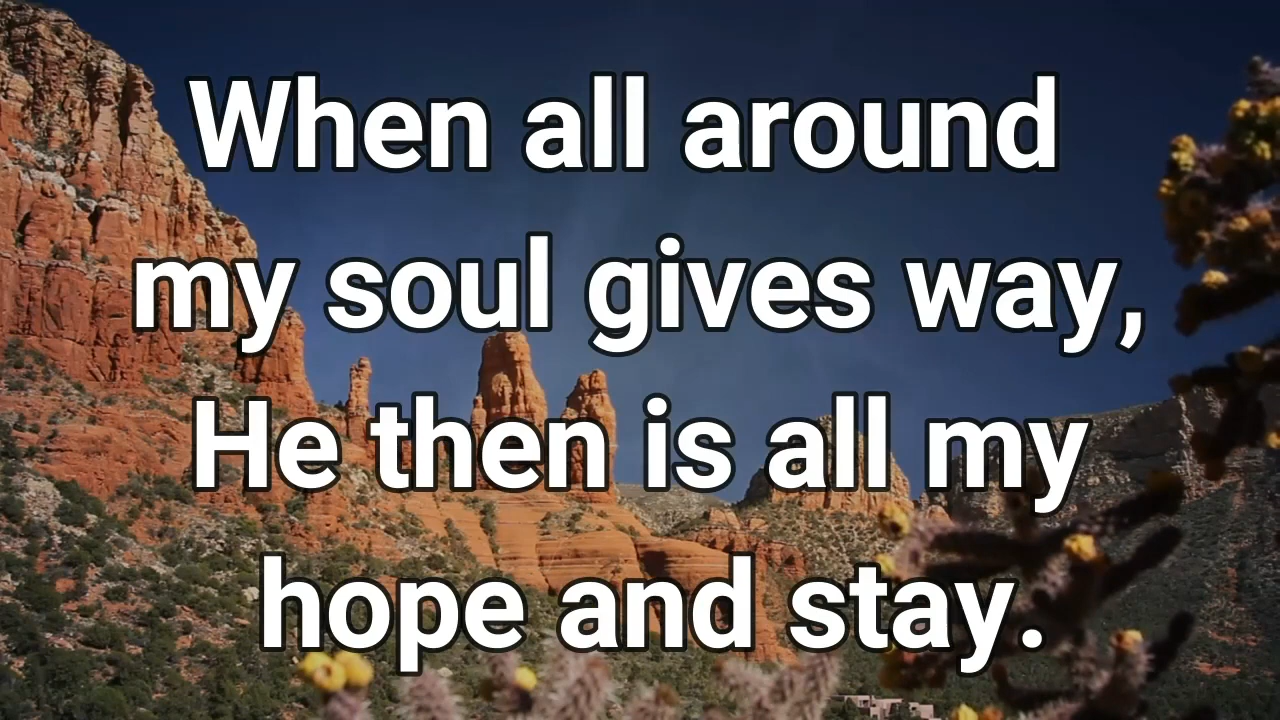 When all around
my soul gives way,
He then is all my
hope and stay.